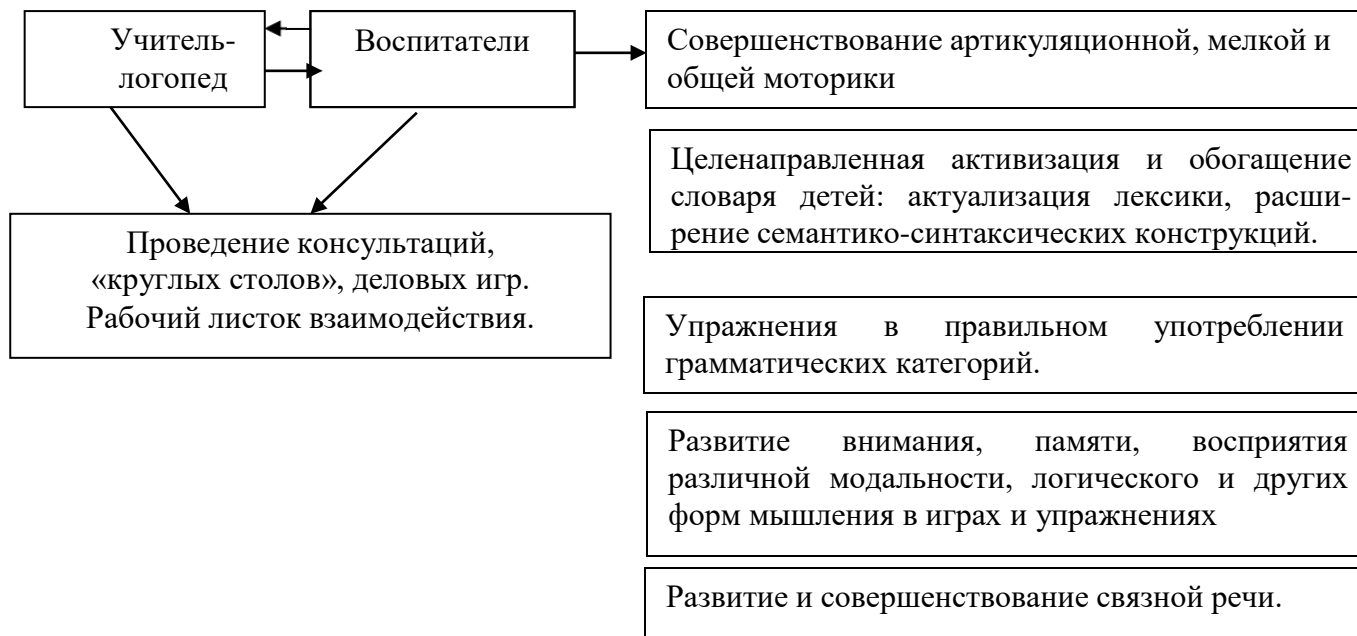 Учитель-
логопед
Воспитатели
Совершенствование артикуляционной, мелкой и
общей моторики
Целенаправленная активизация и обогащение
словаря детей: актуализация лексики, расши-
рение семантико-синтаксических конструкций.
Проведение консультаций,
«круглых столов», деловых игр.
Рабочий листок взаимодействия.
Упражнения в правильном употреблении
грамматических категорий.
Развитие внимания, памяти, восприятия
различной модальности, логического и других
форм мышления в играх и упражнениях
Развитие и совершенствование связной речи.